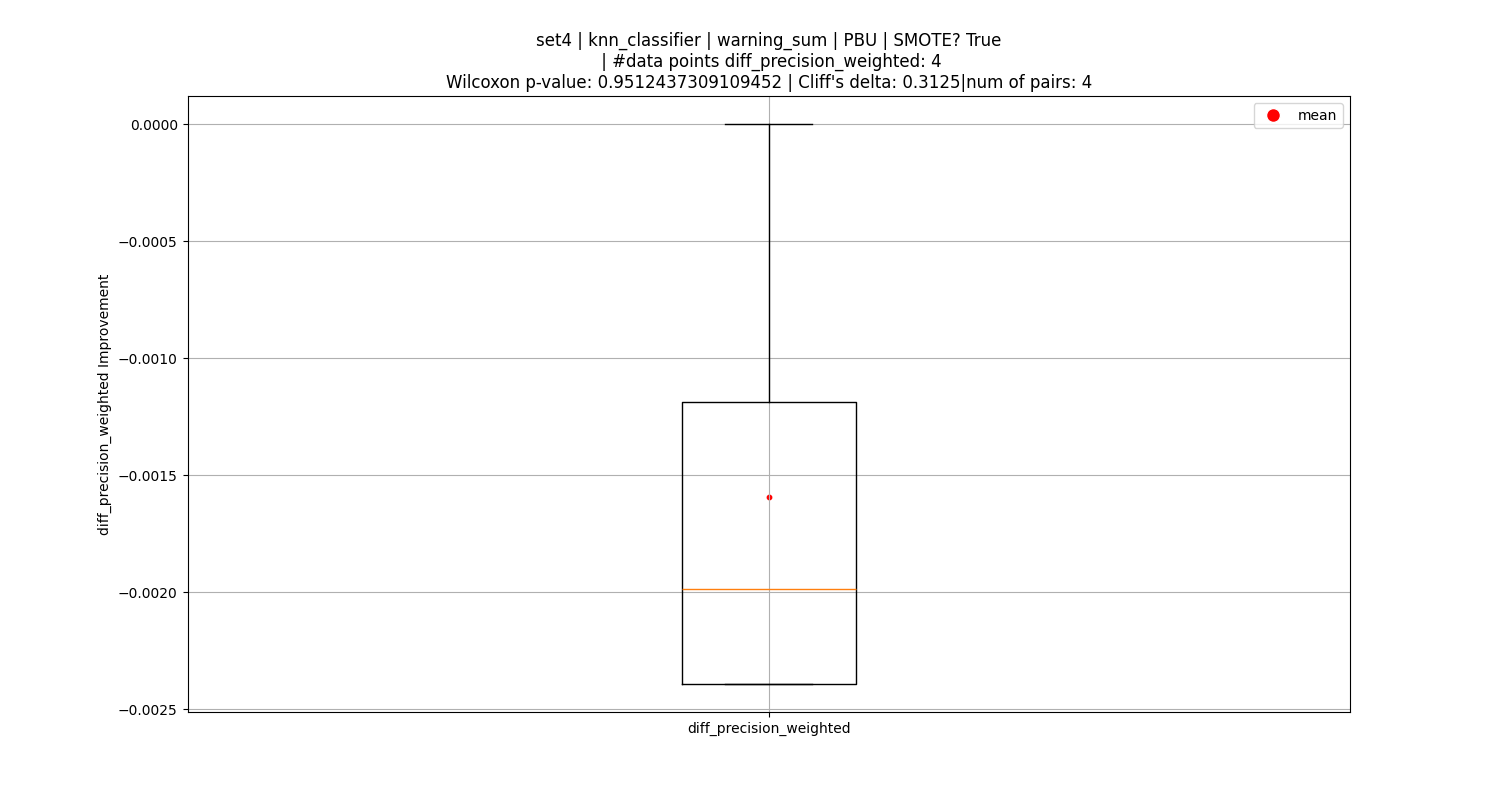 set4 | knn_classifier | warning_sum | PBU | SMOTE? True
| #data points diff_precision_weighted: 4
Wilcoxon p-value: 0.9512437309109452 | Cliff's delta: 0.3125|num of pairs: 4
mean
0.0000
−0.0005
−0.0010
−0.0015
−0.0020
−0.0025
diff_precision_weighted Improvement
diff_precision_weighted